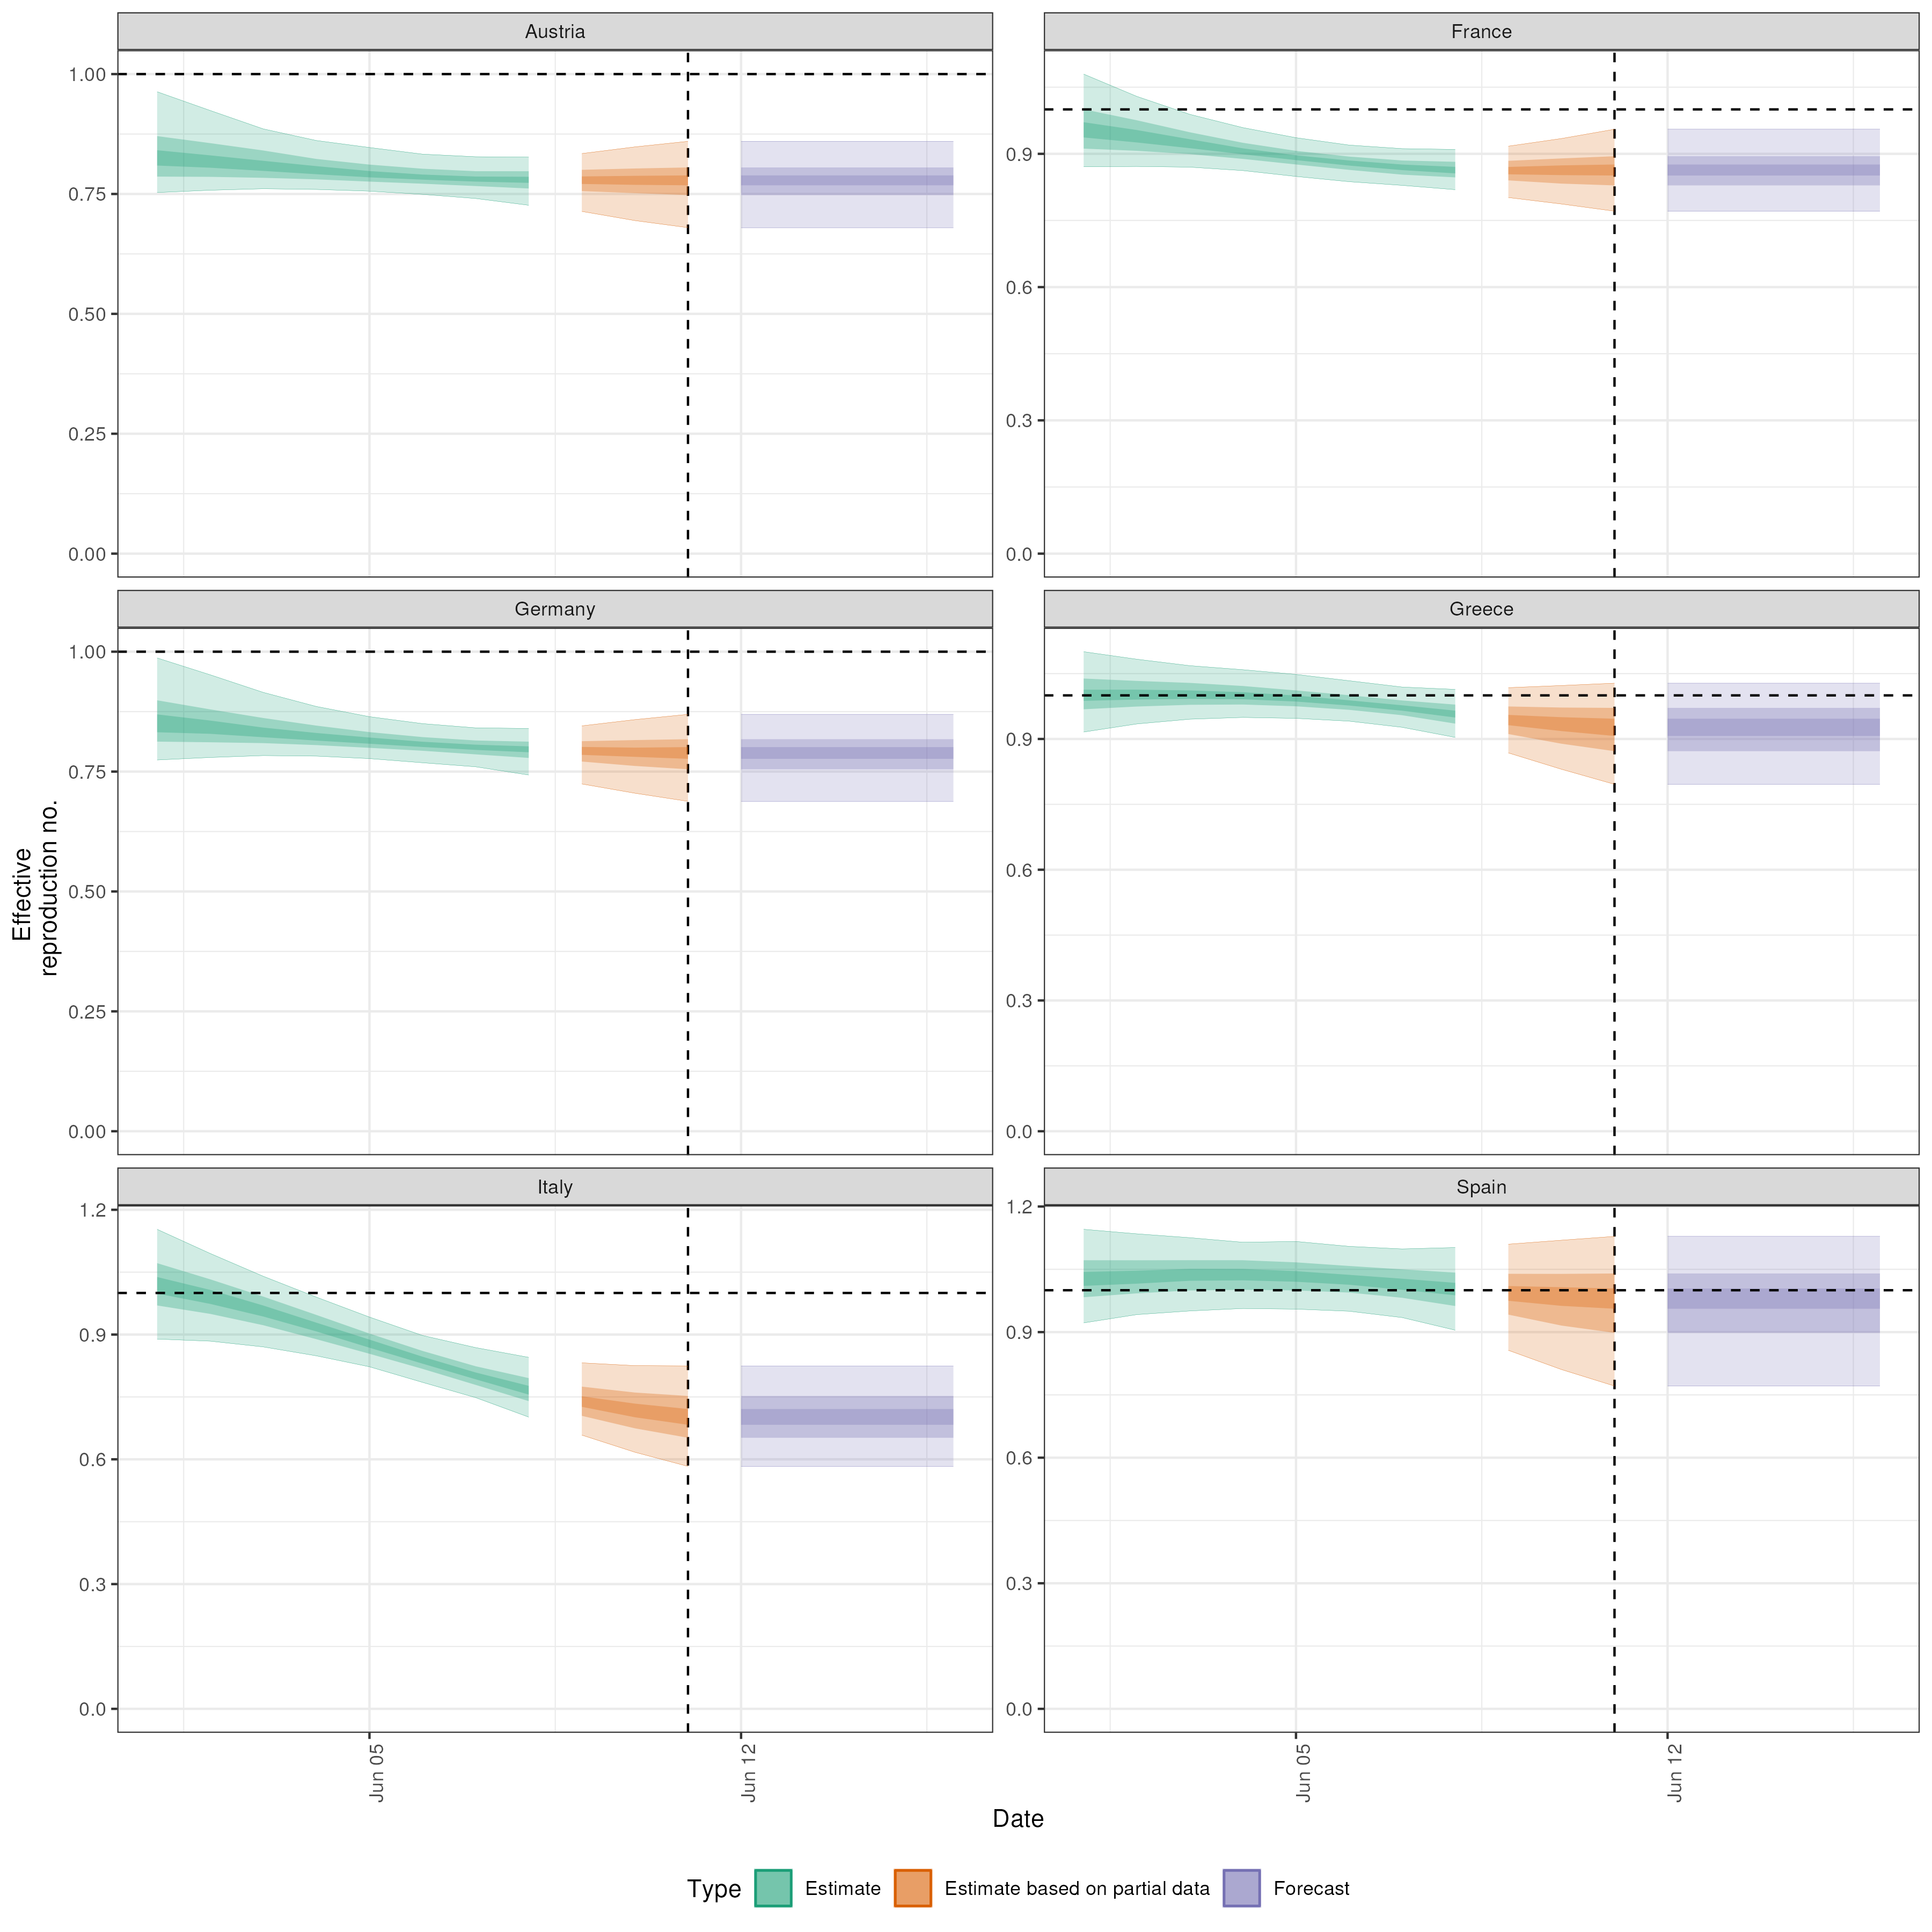 Austria
France
1.00
0.75
0.50
0.25
0.00
0.9
0.6
0.3
0.0
Germany
Greece
1.00
0.75
0.50
0.25
0.00
0.9
0.6
0.3
0.0
Italy
Spain
1.2
0.9
0.6
0.3
0.0
1.2
0.9
0.6
0.3
0.0
Effective
reproduction no.
Jun 05
Jun 12
Jun 05
Jun 12
Date
Type Estimate Estimate based on partial data Forecast